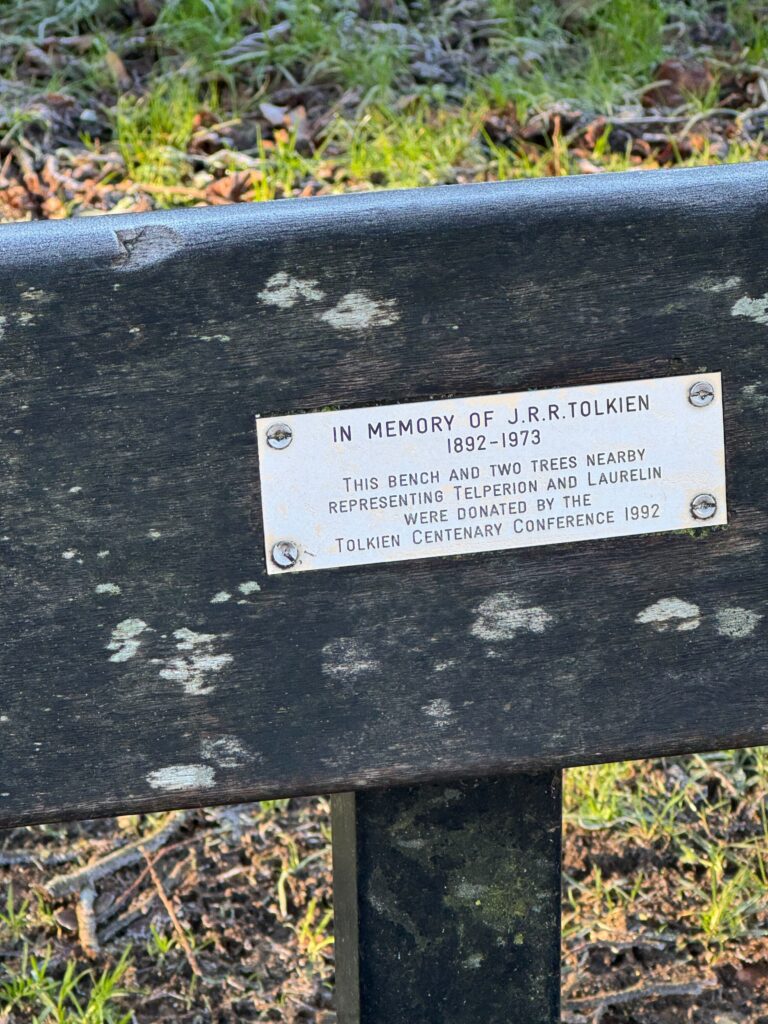 IN MEMORY OF J.R.R.TOLKIEN
1892-1973
THIS BENCH AND TWO TREES NEARBY
REPRESENTING TELPERION AND LAURELIN
WERE DONATED BY THE
TOLKIEN CENTENARY CONFERENCE 1992